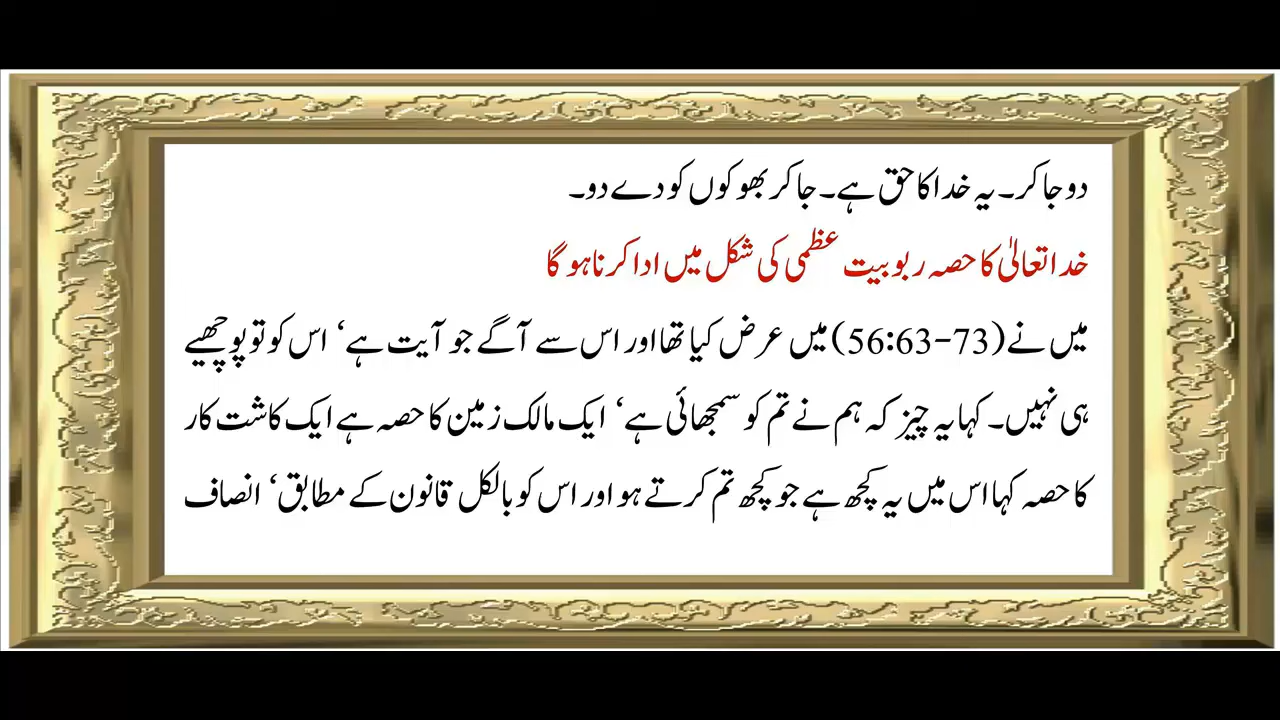 دو جا کر۔ یہ خدا کا حق ہے۔ جا کر بھوکوں کو دے دو۔
خدا تعالیٰ کا حصہ ربوبیت عظمی کی شکل میں ادا کرنا ہو گا
میں نے (73-56:63) میں عرض کیا تھا اور اس سے آگے جو آیت ہے‘ اس کو تو پوچھیے
ہی نہیں۔ کہا یہ چیز کہ ہم نے تم کو سمجھائی ہے‘ ایک مالک زمین کا حصہ ہے ایک کاشت کار
کا حصہ کہا اس میں یہ کچھ ہے جو کچھ تم کرتے ہو اور اس کو بالکل قانون کے مطابق‘ انصاف